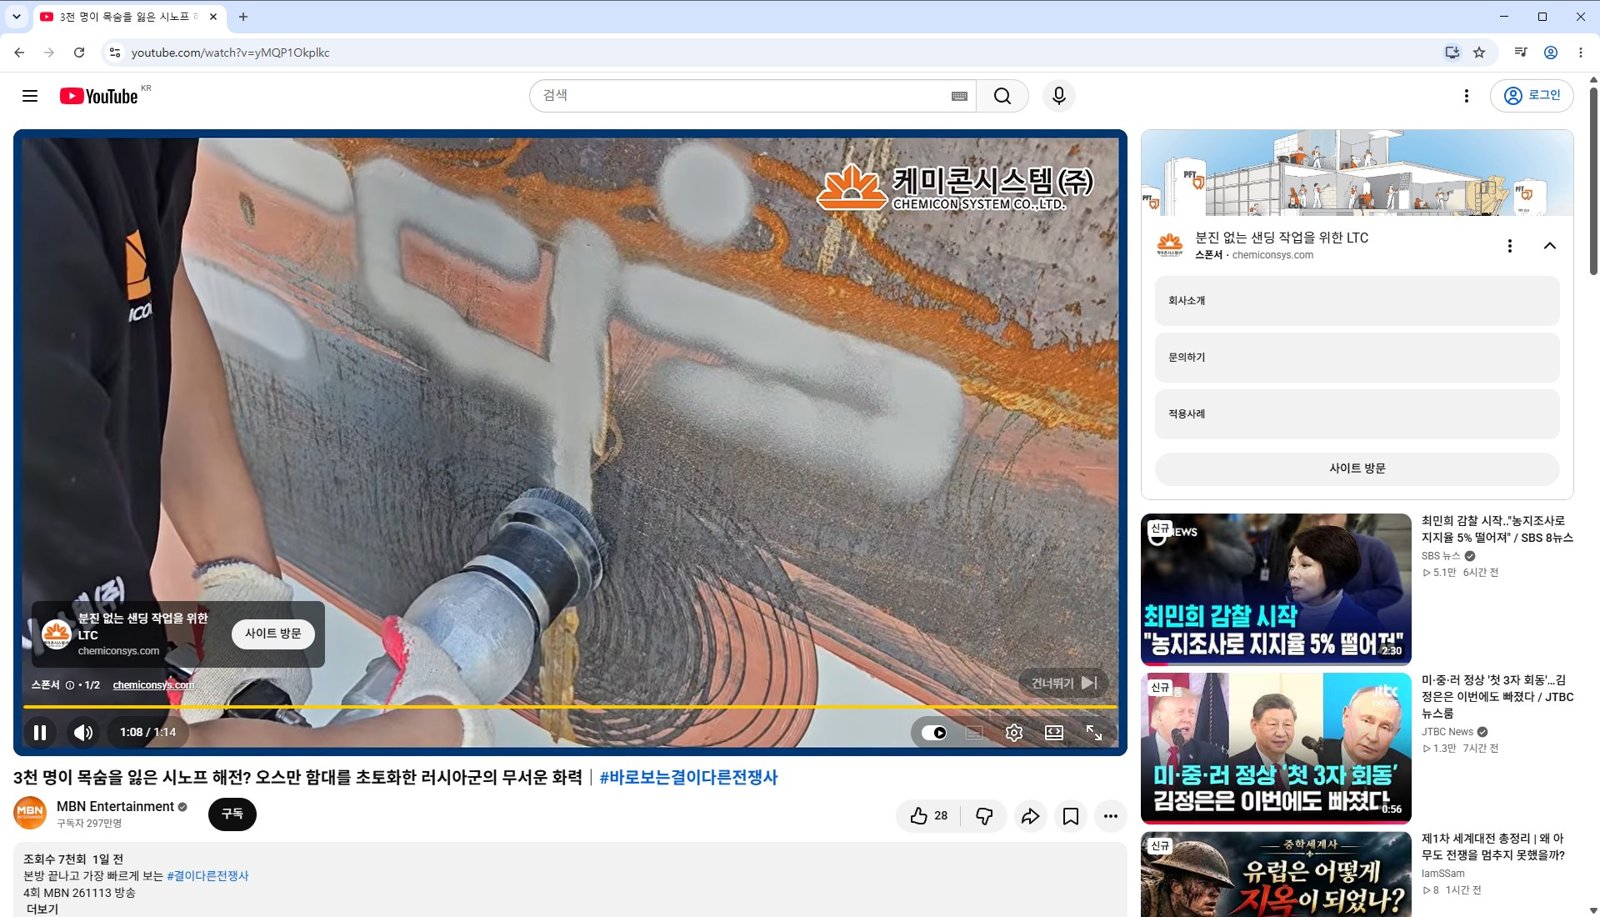 3천 명이 목숨을 잃은 시노프 해
youtube.com/watch?v=yMQP1Okplkc
YouTube KR
검색
로그인
케미콘시스템(주)
CHEMICON SYSTEM CO.,LTD.
ICO
(주)
분진 없는 샌딩 작업을 위한
LTC
chemiconsys.com
사이트 방문
스폰서 · 1/2 chemiconsys.com
건너뛰기
1:08 / 1:14
3천 명이 목숨을 잃은 시노프 해전? 오스만 함대를 초토화한 러시아군의 무서운 화력 | #바로보는결이다른전쟁사
MBN
MBN Entertainment
구독자 297만명
구독
28
조회수 7천회 1일 전
본방 끝나고 가장 빠르게 보는 #결이다른전쟁사
4회 MBN 261113 방송
더보기
PFT
PFT
PFT
분진 없는 샌딩 작업을 위한 LTC
스폰서 · chemiconsys.com
회사소개
문의하기
적용사례
사이트 방문
신규
NEWS
최민희 감찰 시작
"농지조사로 지지율 5% 떨어져"
2:30
최민희 감찰 시작.."농지조사로
지지율 5% 떨어져" / SBS 8뉴스
SBS 뉴스
5.1만 6시간 전
신규
룸
jtbc
news
미·중·러 정상 '첫 3자 회동'
김정은은 이번에도 빠졌다
0:56
미·중·러 정상 '첫 3자 회동'...김
정은은 이번에도 빠졌다 / JTBC
뉴스룸
JTBC News
1.3만 7시간 전
신규
중학세계사
유럽은 어떻게
지옥이 되었나?
제1차 세계대전 총정리 | 왜 아
무도 전쟁을 멈추지 못했을까?
IamSSam
8 1시간 전